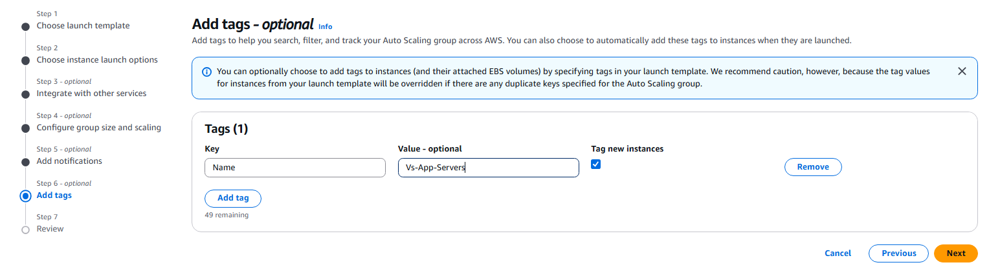 Step 1
Choose launch template
Step 2
Choose instance launch options
Step 3 - optional
Integrate with other services
Step 4 - optional
Configure group size and scaling
Step 5 - optional
Add notifications
Step 6 - optional
Add tags
Step 7
Review
Add tags - optional Info
Add tags to help you search, filter, and track your Auto Scaling group across AWS. You can also choose to automatically add these tags to instances when they are launched.
You can optionally choose to add tags to instances (and their attached EBS volumes) by specifying tags in your launch template. We recommend caution, however, because the tag values
for instances from your launch template will be overridden if there are any duplicate keys specified for the Auto Scaling group.
Tags (1)
Key Value - optional Tag new instances
Name Vs-App-Servers Remove
Add tag
49 remaining
Cancel Previous Next